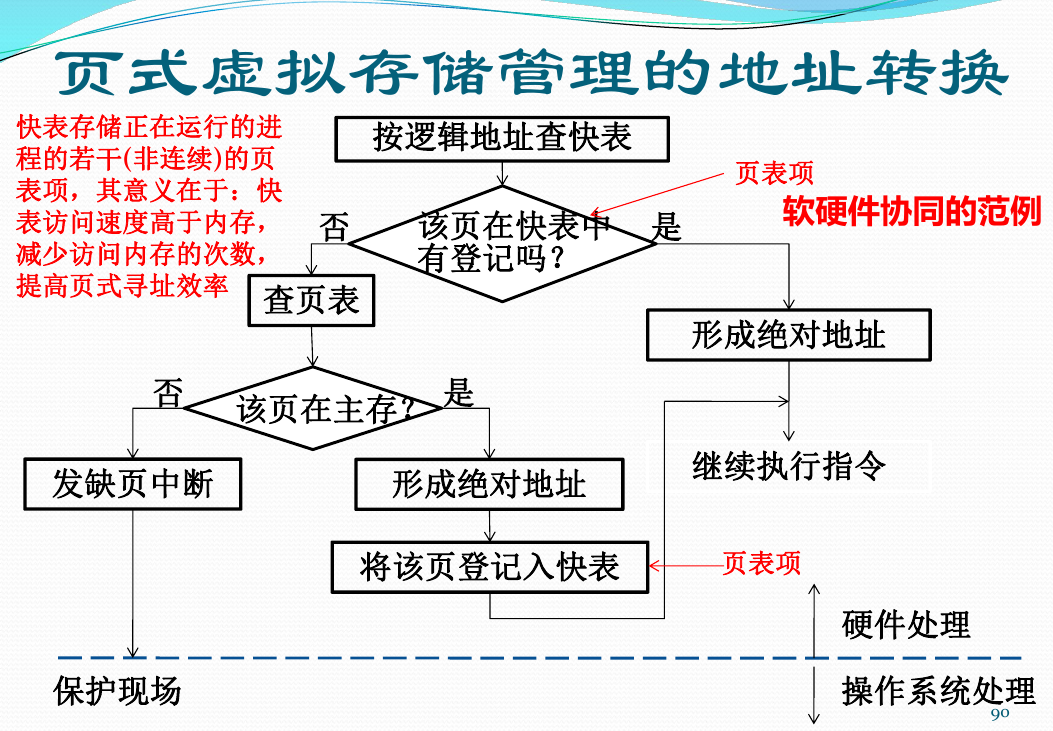 页式虚拟存储管理的地址转换
快表存储正在运行的进
程的若干(非连续)的页
表项，其意义在于：快
表访问速度高于内存，
减少访问内存的次数，
提高页式寻址效率
按逻辑地址查快表
页表项
软硬件协同的范例
否
该页在快表中
有登记吗？
是
查页表
形成绝对地址
否
该页在主存？
是
发缺页中断
形成绝对地址
继续执行指令
将该页登记入快表
页表项
硬件处理
保护现场
操作系统处理
90